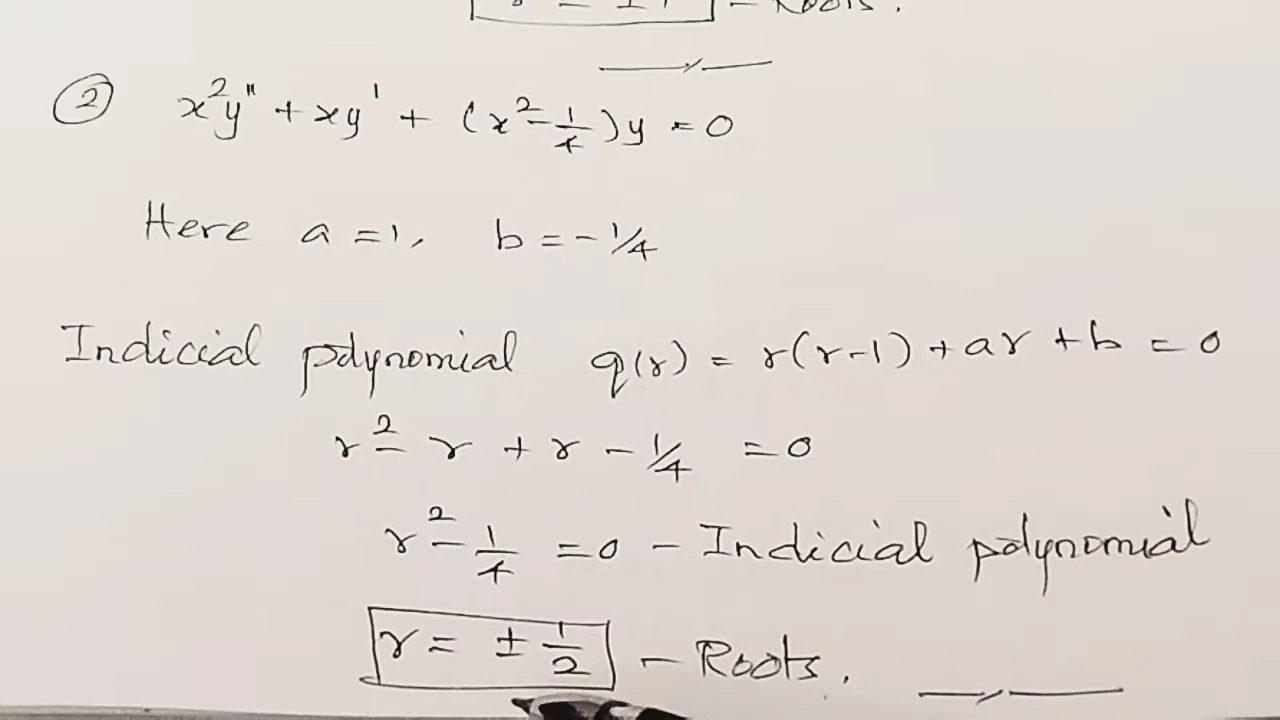 - Roots.
② x²y" + xy' + (x² - 1/4)y = 0
Here a = 1, b = - 1/4
Indicial polynomial q(r) = r(r-1) + ar + b = 0
r² - r + r - 1/4 = 0
r² - 1/4 = 0 - Indicial polynomial
r = ± 1/2 - Roots.